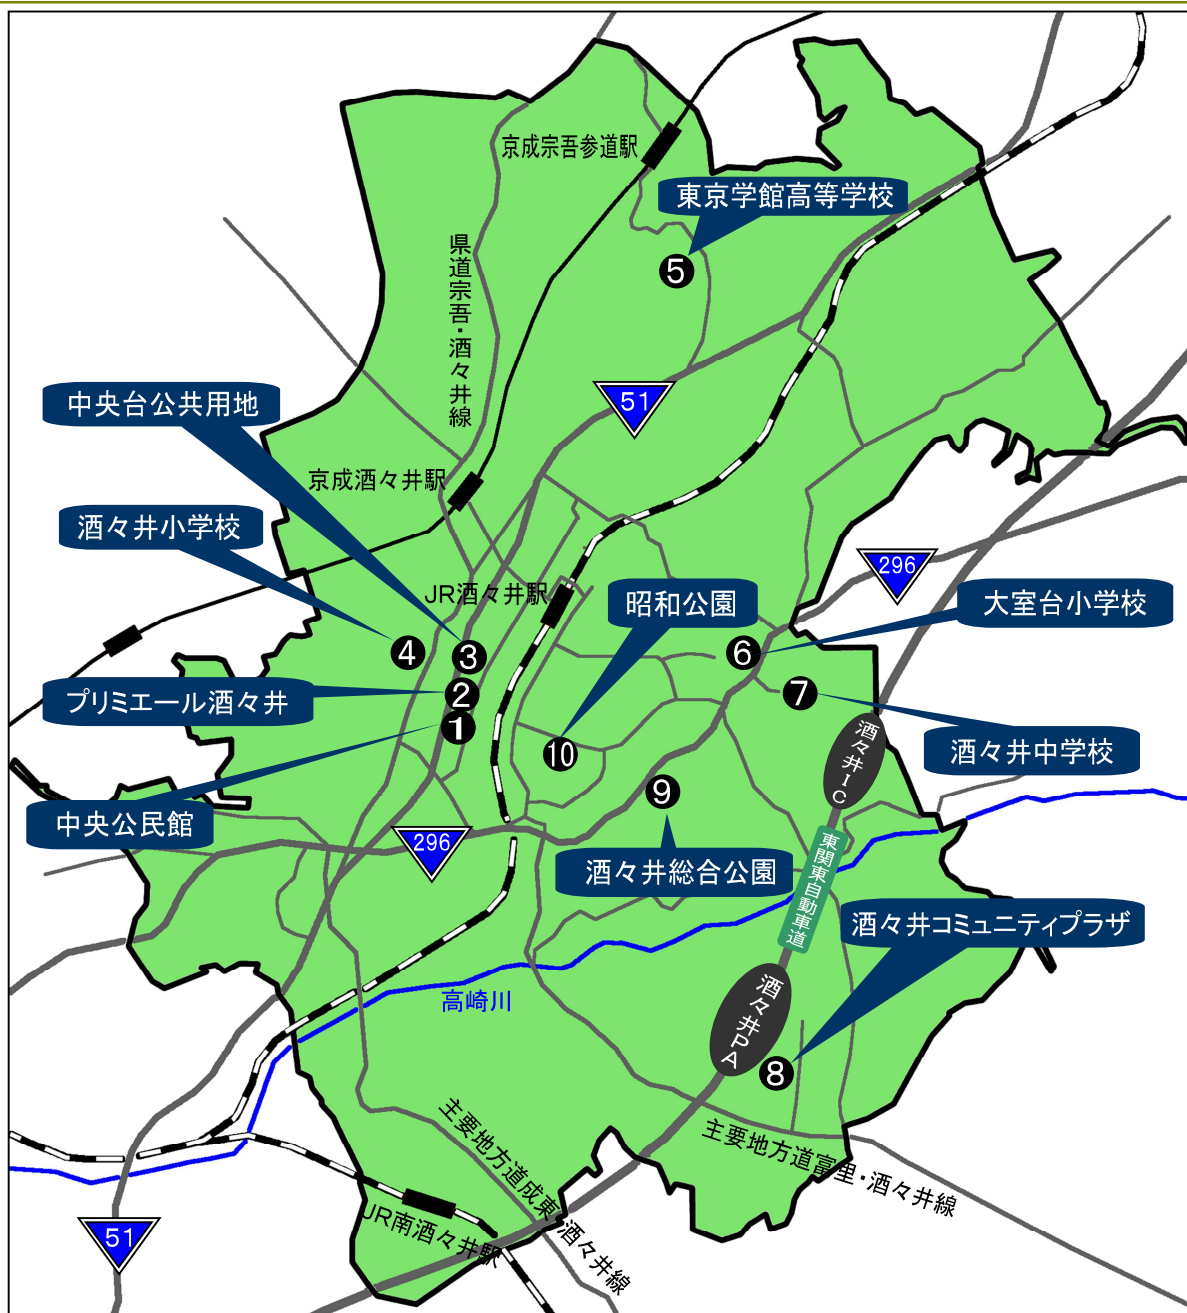 京成宗吾参道駅
東京学館高等学校
5
県道宗吾・酒々井線
51
中央台公共用地
京成酒々井駅
酒々井小学校
296
JR酒々井駅
昭和公園
大室台小学校
4
3
6
プリミエール酒々井
2
7
1
10
酒々井IC
酒々井中学校
9
中央公民館
296
東関東自動車道
酒々井総合公園
酒々井コミュニティプラザ
高崎川
酒々井PA
8
主要地方道成東・酒々井線
主要地方道富里・酒々井線
JR南酒々井駅
51